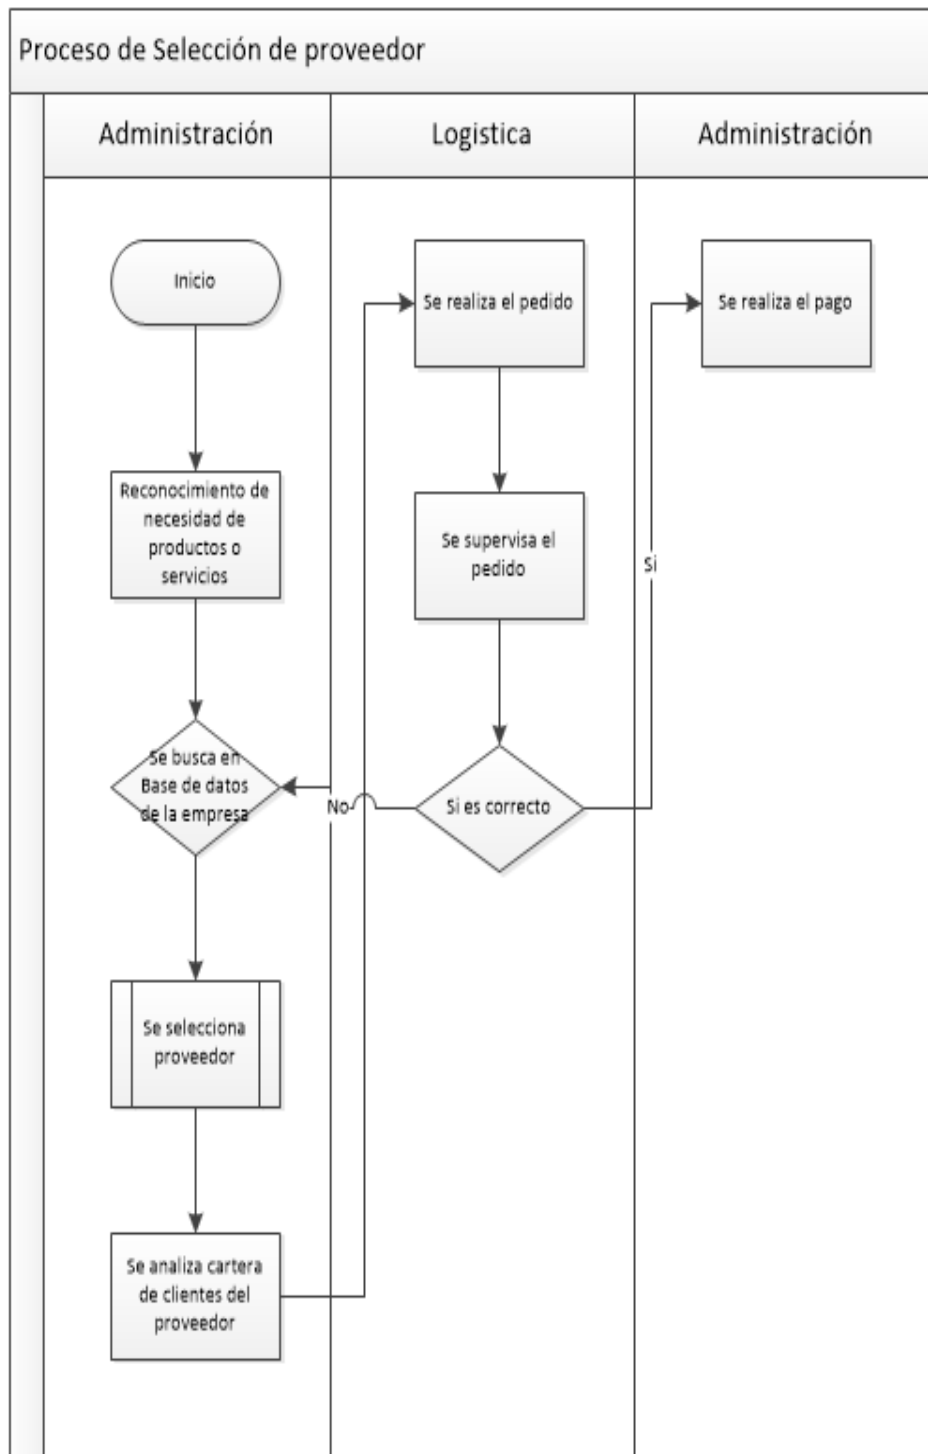 Proceso de Selección de proveedor
Administración
Logistica
Administración
Inicio
Reconocimiento de
necesidad de
productos o
servicios
Se busca en
Base de datos
de la empresa
Se selecciona
proveedor
Se analiza cartera
de clientes del
proveedor
Se realiza el pedido
Se supervisa el
pedido
Si es correcto
No
Si
Se realiza el pago